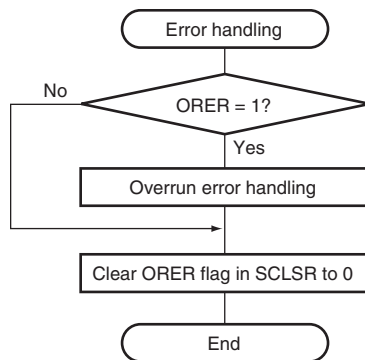 Error handling
No
ORER = 1?
Yes
Overrun error handling
Clear ORER flag in SCLSR to 0
End